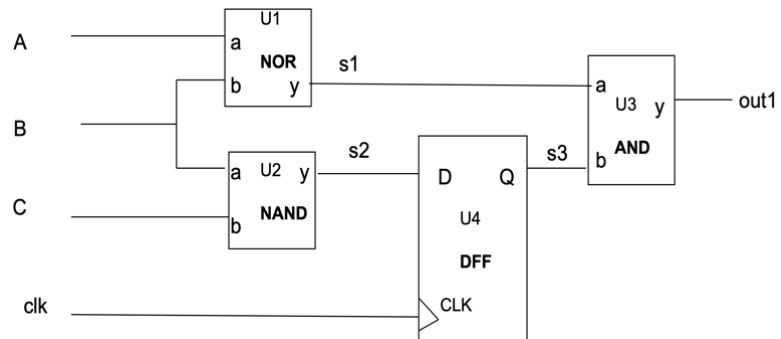 A
B
C
clk
U1
a
NOR
b
y
s1
a
U2
y
NAND
b
s2
D
Q
U4
DFF
CLK
s3
a
U3
y
b
AND
out1